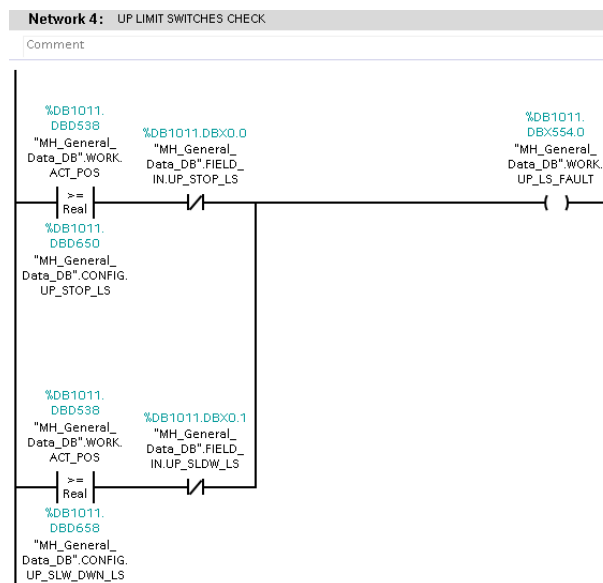 Network 4: UP LIMIT SWITCHES CHECK
Comment
%DB1011.
DBD538
"MH_General_
Data_DB".WORK.
ACT_POS
>=
Real
%DB1011.
DBD650
"MH_General_
Data_DB".CONFIG.
UP_STOP_LS
%DB1011.DBX0.0
"MH_General_
Data_DB".FIELD_
IN.UP_STOP_LS
%DB1011.
DBX554.0
"MH_General_
Data_DB".WORK.
UP_LS_FAULT
%DB1011.
DBD538
"MH_General_
Data_DB".WORK.
ACT_POS
>=
Real
%DB1011.
DBD658
"MH_General_
Data_DB".CONFIG.
UP_SLW_DWN_LS
%DB1011.DBX0.1
"MH_General_
Data_DB".FIELD_
IN.UP_SLDW_LS